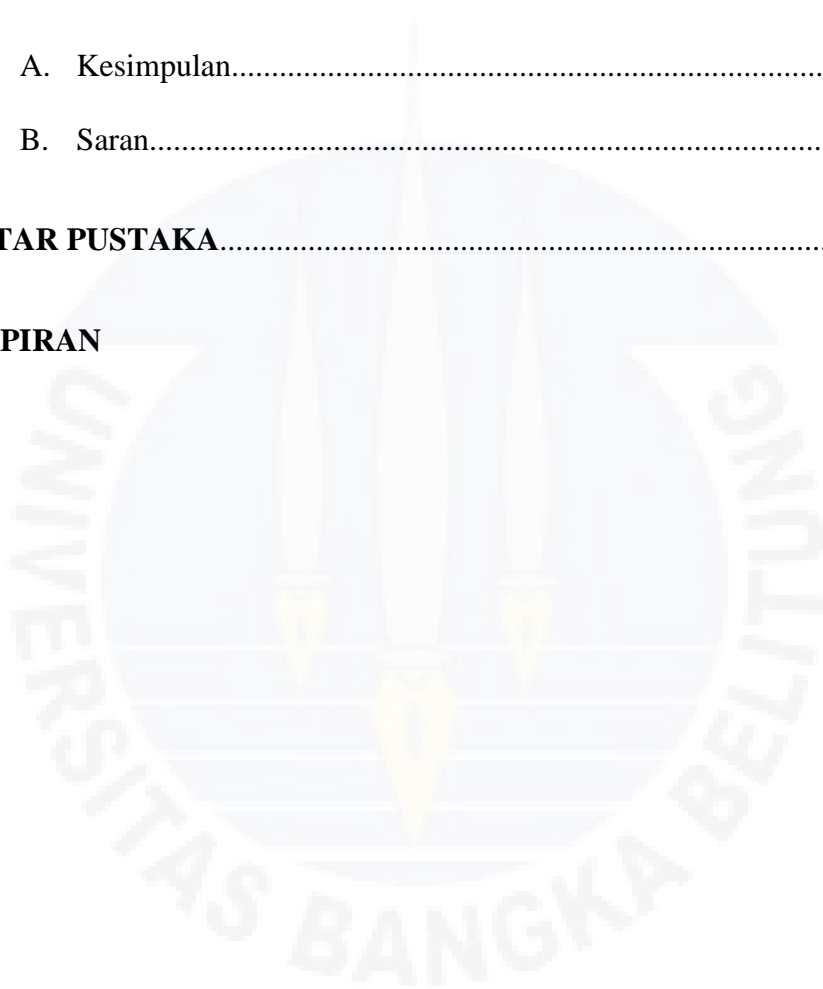 A. Kesimpulan....................................................................................
B. Saran...............................................................................................
TAR PUSTAKA...............................................................................
PIRAN
UNIVERSITAS BANGKA BELITUNG